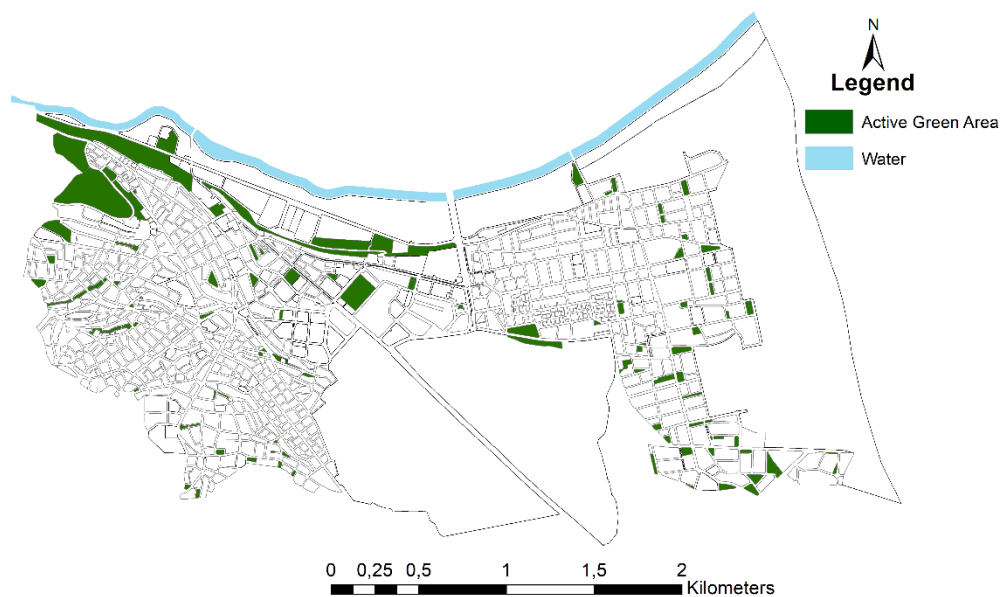 N
Legend
Active Green Area
Water
0 0,25 0,5 1 1,5 2
Kilometers